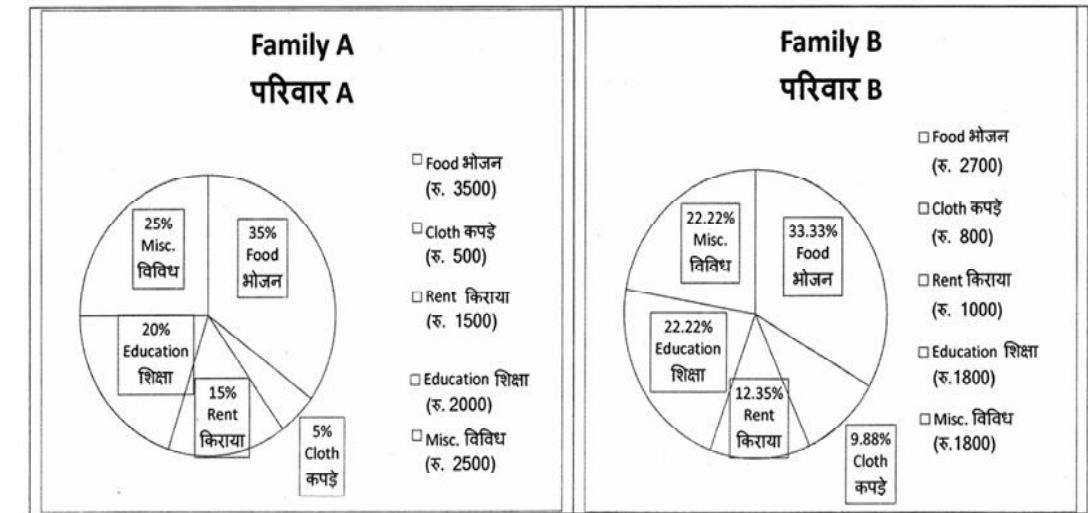 Family A
परिवार A
25%
Misc.
विविध
35%
Food
भोजन
20%
Education
शिक्षा
15%
Rent
किराया
5%
Cloth
कपड़े
Food भोजन
(रु. 3500)
Cloth कपड़े
(रु. 500)
Rent किराया
(रु. 1500)
Education शिक्षा
(रु. 2000)
Misc. विविध
(रु. 2500)
Family B
परिवार B
22.22%
Misc.
विविध
33.33%
Food
भोजन
22.22%
Education
शिक्षा
12.35%
Rent
किराया
9.88%
Cloth
कपड़े
Food भोजन
(रु. 2700)
Cloth कपड़े
(रु. 800)
Rent किराया
(रु. 1000)
Education शिक्षा
(रु.1800)
Misc. विविध
(रु.1800)